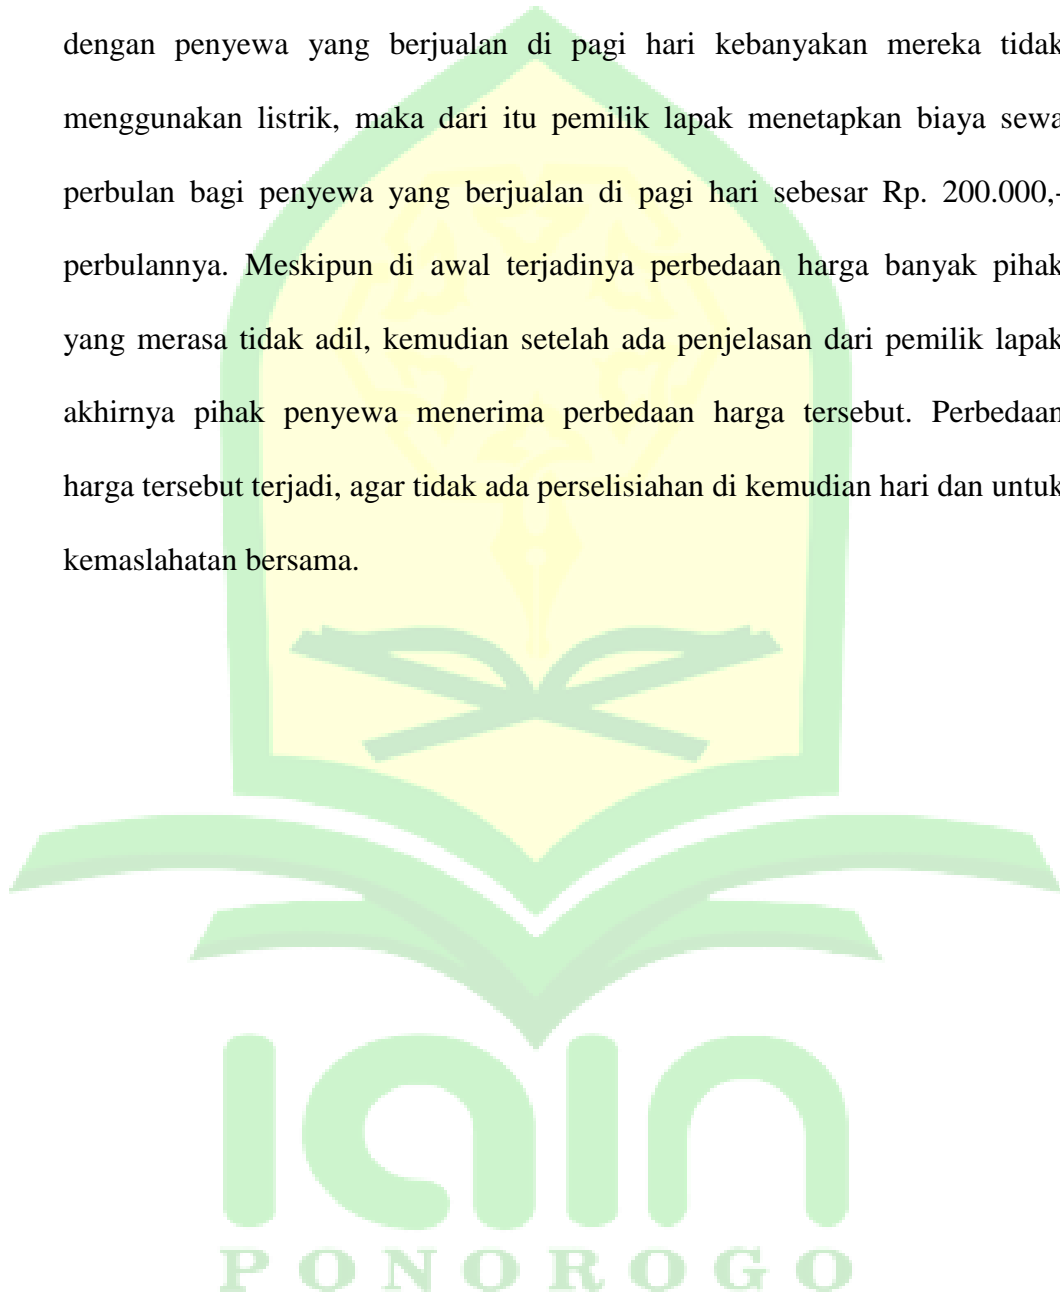 dengan penyewa yang berjualan di pagi hari kebanyakan mereka tidak
menggunakan listrik, maka dari itu pemilik lapak menetapkan biaya sewa
perbulan bagi penyewa yang berjualan di pagi hari sebesar Rp. 200.000,-
perbulannya. Meskipun di awal terjadinya perbedaan harga banyak pihak
yang merasa tidak adil, kemudian setelah ada penjelasan dari pemilik lapak
akhirnya pihak penyewa menerima perbedaan harga tersebut. Perbedaan
harga tersebut terjadi, agar tidak ada perselisiahan di kemudian hari dan untuk
kemaslahatan bersama.
iain
PONOROGO